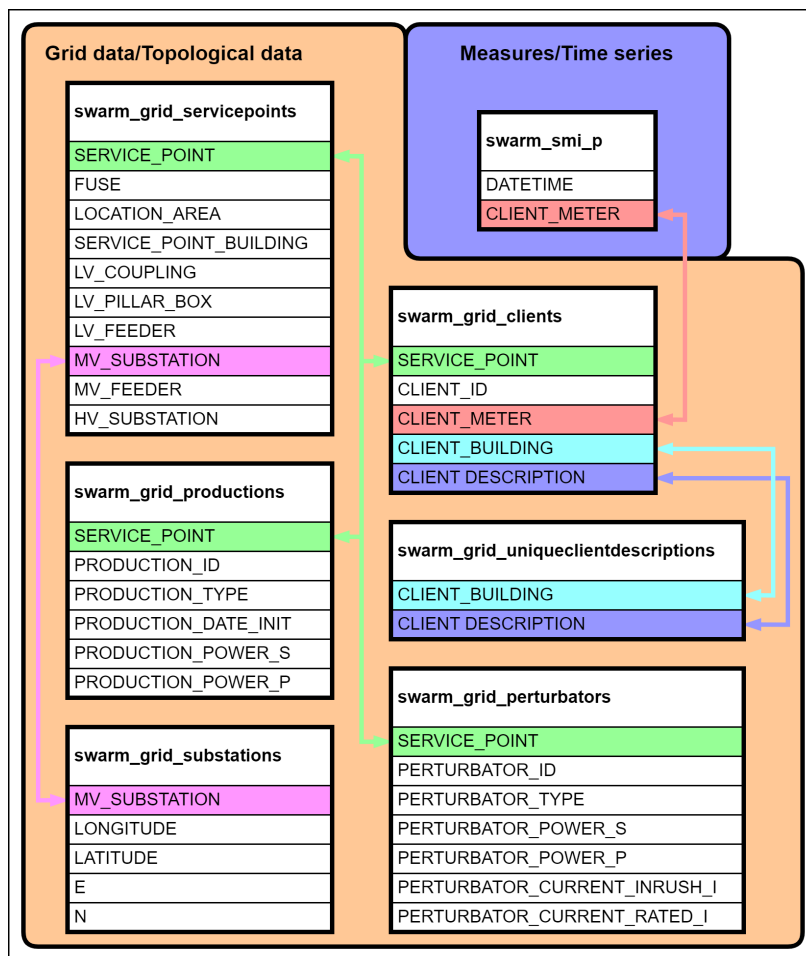 Grid data/Topological data
swarm_grid_servicepoints
SERVICE_POINT
FUSE
LOCATION_AREA
SERVICE_POINT_BUILDING
LV_COUPLING
LV_PILLAR_BOX
LV_FEEDER
MV_SUBSTATION
MV_FEEDER
HV_SUBSTATION
swarm_grid_productions
SERVICE_POINT
PRODUCTION_ID
PRODUCTION_TYPE
PRODUCTION_DATE_INIT
PRODUCTION_POWER_S
PRODUCTION_POWER_P
swarm_grid_substations
MV_SUBSTATION
LONGITUDE
LATITUDE
E
N
Measures/Time series
swarm_smi_p
DATETIME
CLIENT_METER
swarm_grid_clients
SERVICE_POINT
CLIENT_ID
CLIENT_METER
CLIENT_BUILDING
CLIENT DESCRIPTION
swarm_grid_uniqueclientdescriptions
CLIENT_BUILDING
CLIENT DESCRIPTION
swarm_grid_perturbators
SERVICE_POINT
PERTURBATOR_ID
PERTURBATOR_TYPE
PERTURBATOR_POWER_S
PERTURBATOR_POWER_P
PERTURBATOR_CURRENT_INRUSH_I
PERTURBATOR_CURRENT_RATED_I